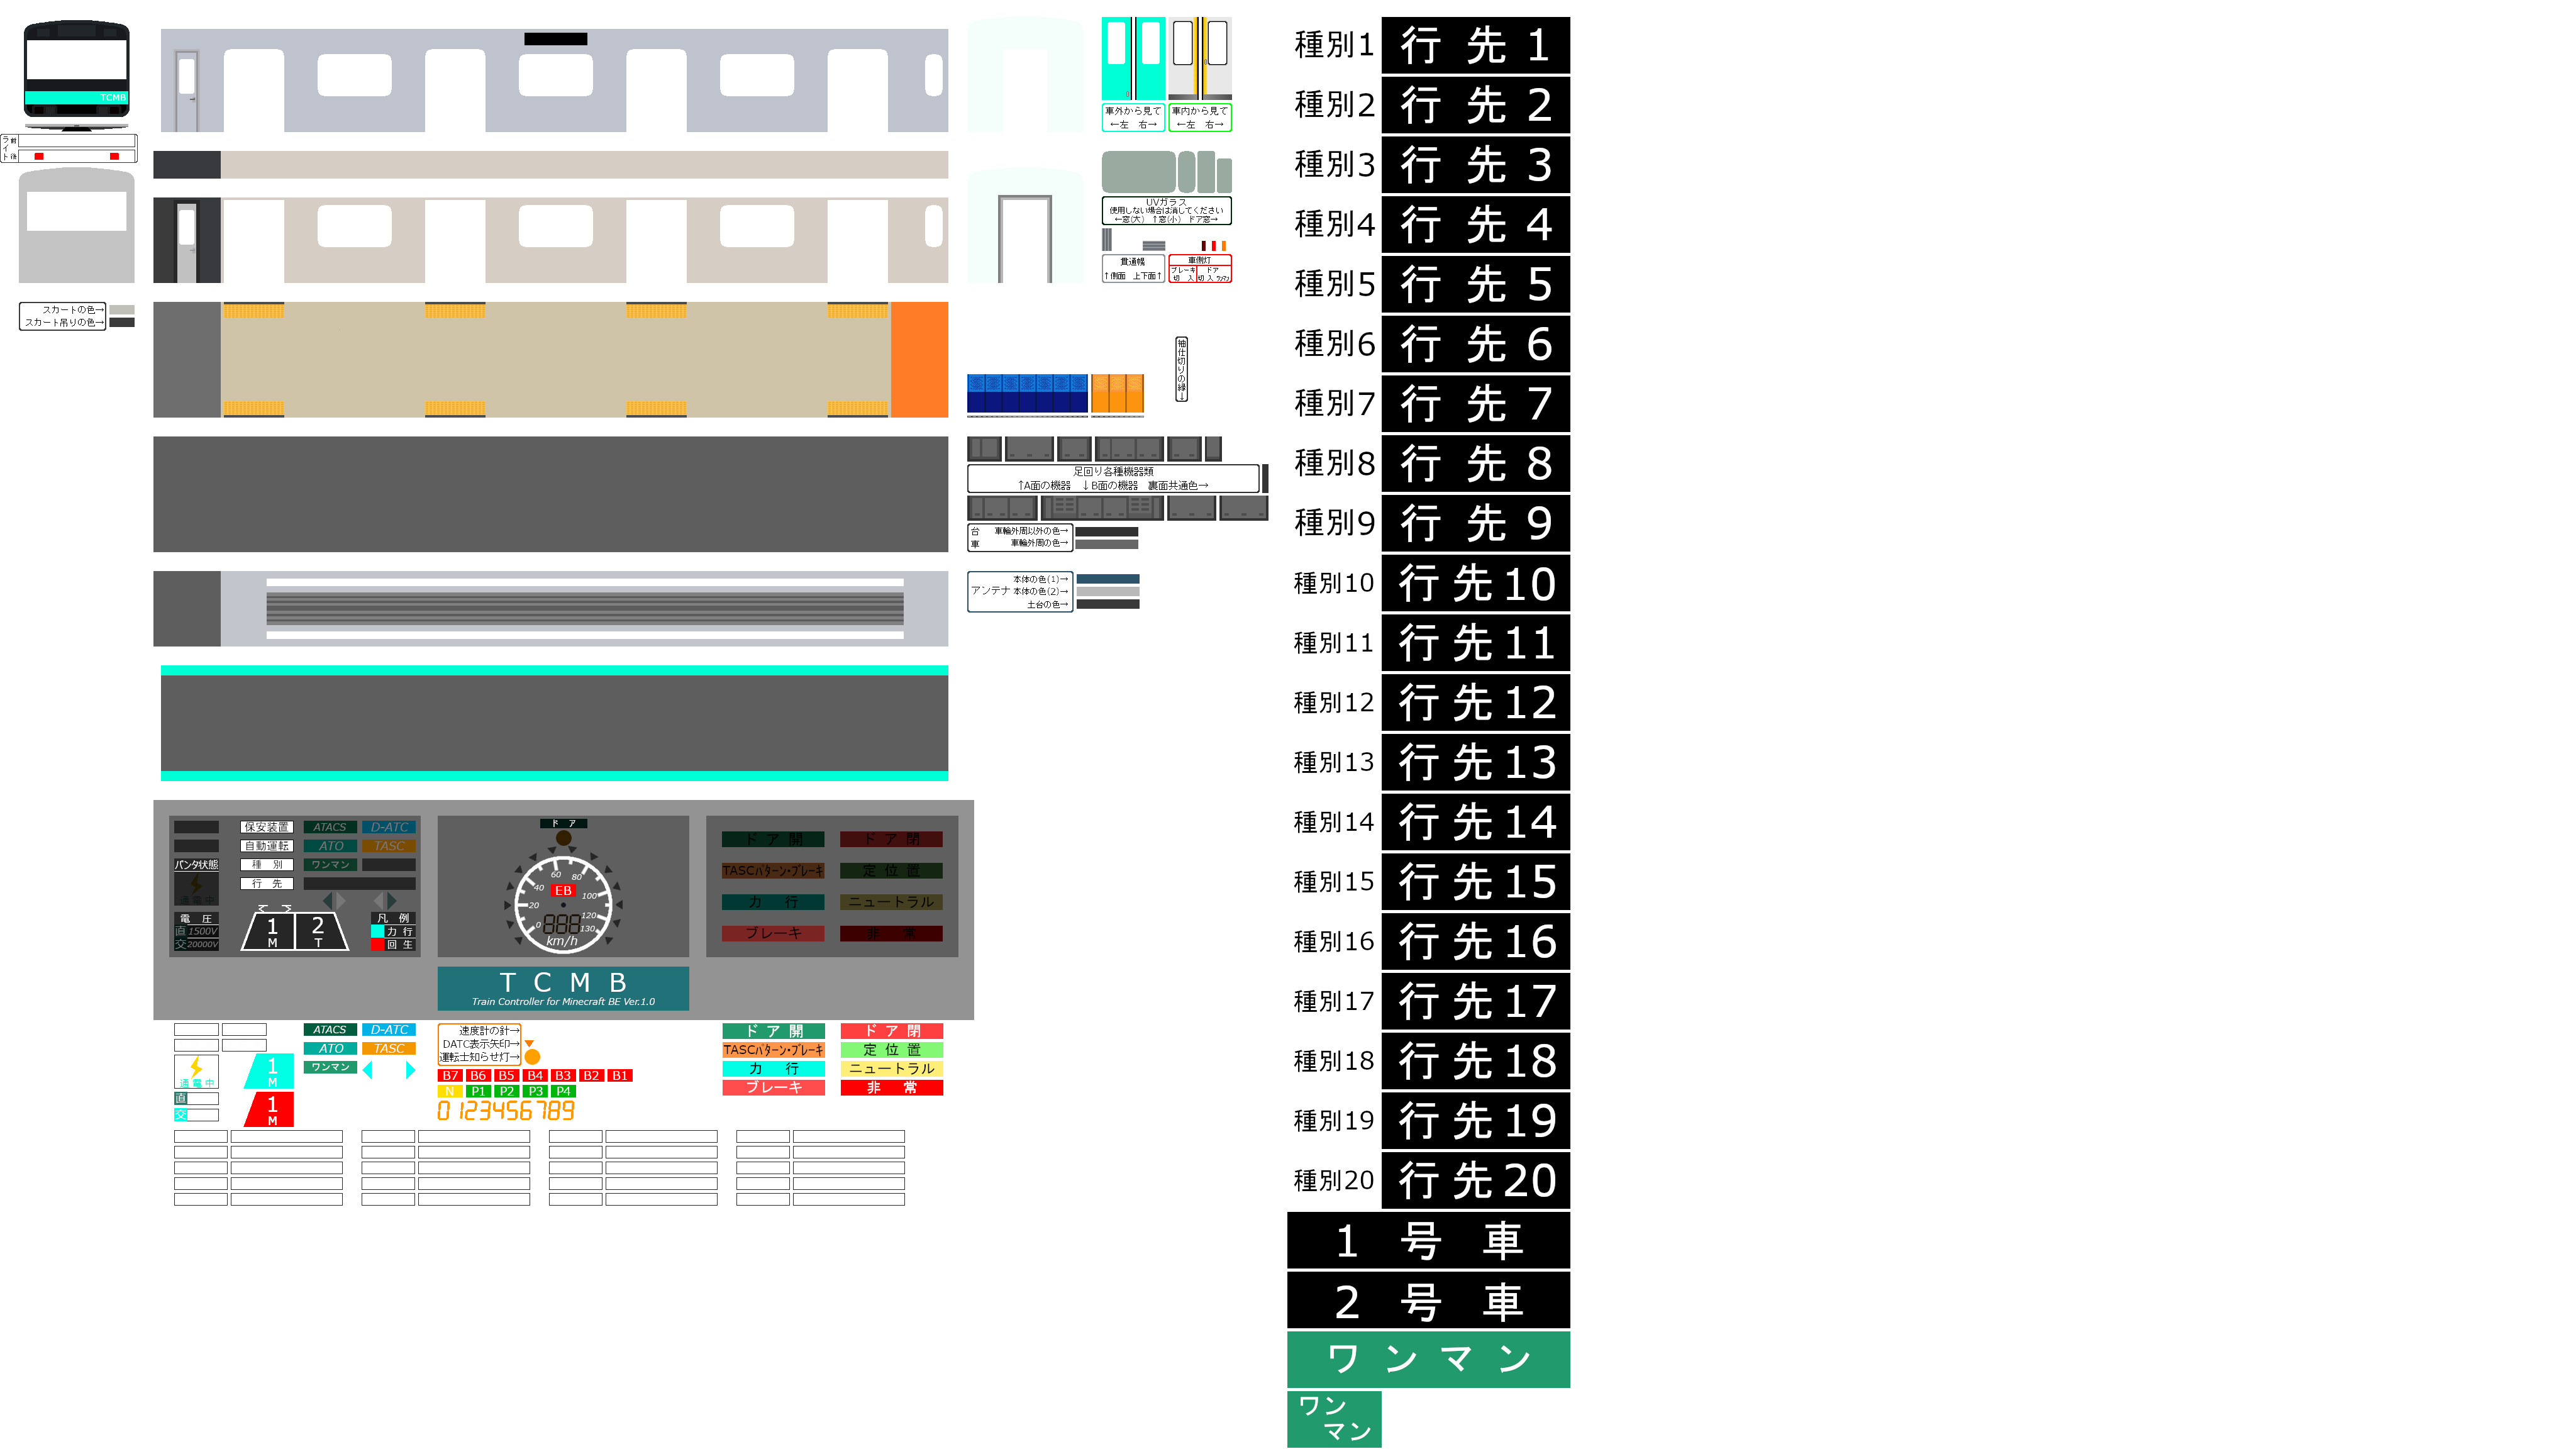 TCMB
ライト
前
後
スカートの色→
スカート吊りの色→
車外から見て
←左 右→
車内から見て
←左 右→
UVガラス
使用しない場合は消してください
←窓(大) ↑窓(小) ドア窓→
貫通幌
↑側面 上下面↑
車側灯
ブレーキ ドア
切 入 切 入 ワンマン
袖仕切りの縁→
足回り各種機器類
↑A面の機器 ↓B面の機器 裏面共通色→
台車
車輪外周以外の色→
車輪外周の色→
アンテナ
本体の色(1)→
本体の色(2)→
土台の色→
保安装置 ATACS D-ATC
自動運転 ATO TASC
パンタ状態 種 別 ワンマン
行 先
通電中
電 圧
直 1500V
交 20000V
1 M
2 T
凡 例
力 行
回 生
ド ア
0 20 40 60 80 100 120 130
EB
888
km/h
ド ア 開 ド ア 閉
TASCパターン・ブレーキ 定 位 置
力 行 ニュートラル
ブレーキ 非 常
T C M B
Train Controller for Minecraft BE Ver.1.0
ATACS D-ATC
ATO TASC
ワンマン
通電中
直
交
1 M
1 M
速度計の針→
DATC表示矢印→
運転士知らせ灯→
B7 B6 B5 B4 B3 B2 B1
N P1 P2 P3 P4
0123456789
ド ア 開 ド ア 閉
TASCパターン・ブレーキ 定 位 置
力 行 ニュートラル
ブレーキ 非 常
種別1 行 先 1
種別2 行 先 2
種別3 行 先 3
種別4 行 先 4
種別5 行 先 5
種別6 行 先 6
種別7 行 先 7
種別8 行 先 8
種別9 行 先 9
種別10 行 先 10
種別11 行 先 11
種別12 行 先 12
種別13 行 先 13
種別14 行 先 14
種別15 行 先 15
種別16 行 先 16
種別17 行 先 17
種別18 行 先 18
種別19 行 先 19
種別20 行 先 20
1 号 車
2 号 車
ワ ン マ ン
ワン
マン